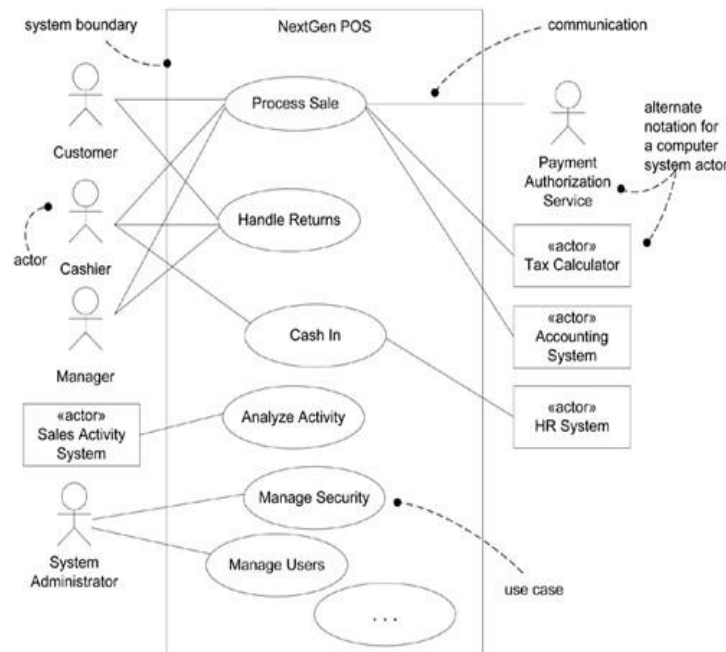 system boundary
NextGen POS
communication
Process Sale
alternate
notation for
a computer
system actor
Customer
Payment
Authorization
Service
Handle Returns
actor
Cashier
«actor»
Tax Calculator
Cash In
«actor»
Accounting
System
Manager
«actor»
Sales Activity
System
Analyze Activity
«actor»
HR System
Manage Security
System
Administrator
Manage Users
use case
. . .